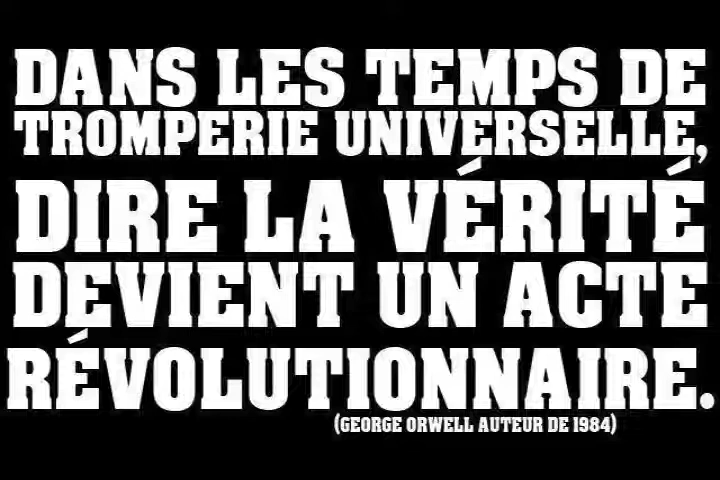 DANS LES TEMPS DE
TROMPERIE UNIVERSELLE,
DIRE LA VÉRITÉ
DEVIENT UN ACTE
RÉVOLUTIONNAIRE.
(GEORGE ORWELL AUTEUR DE 1984)